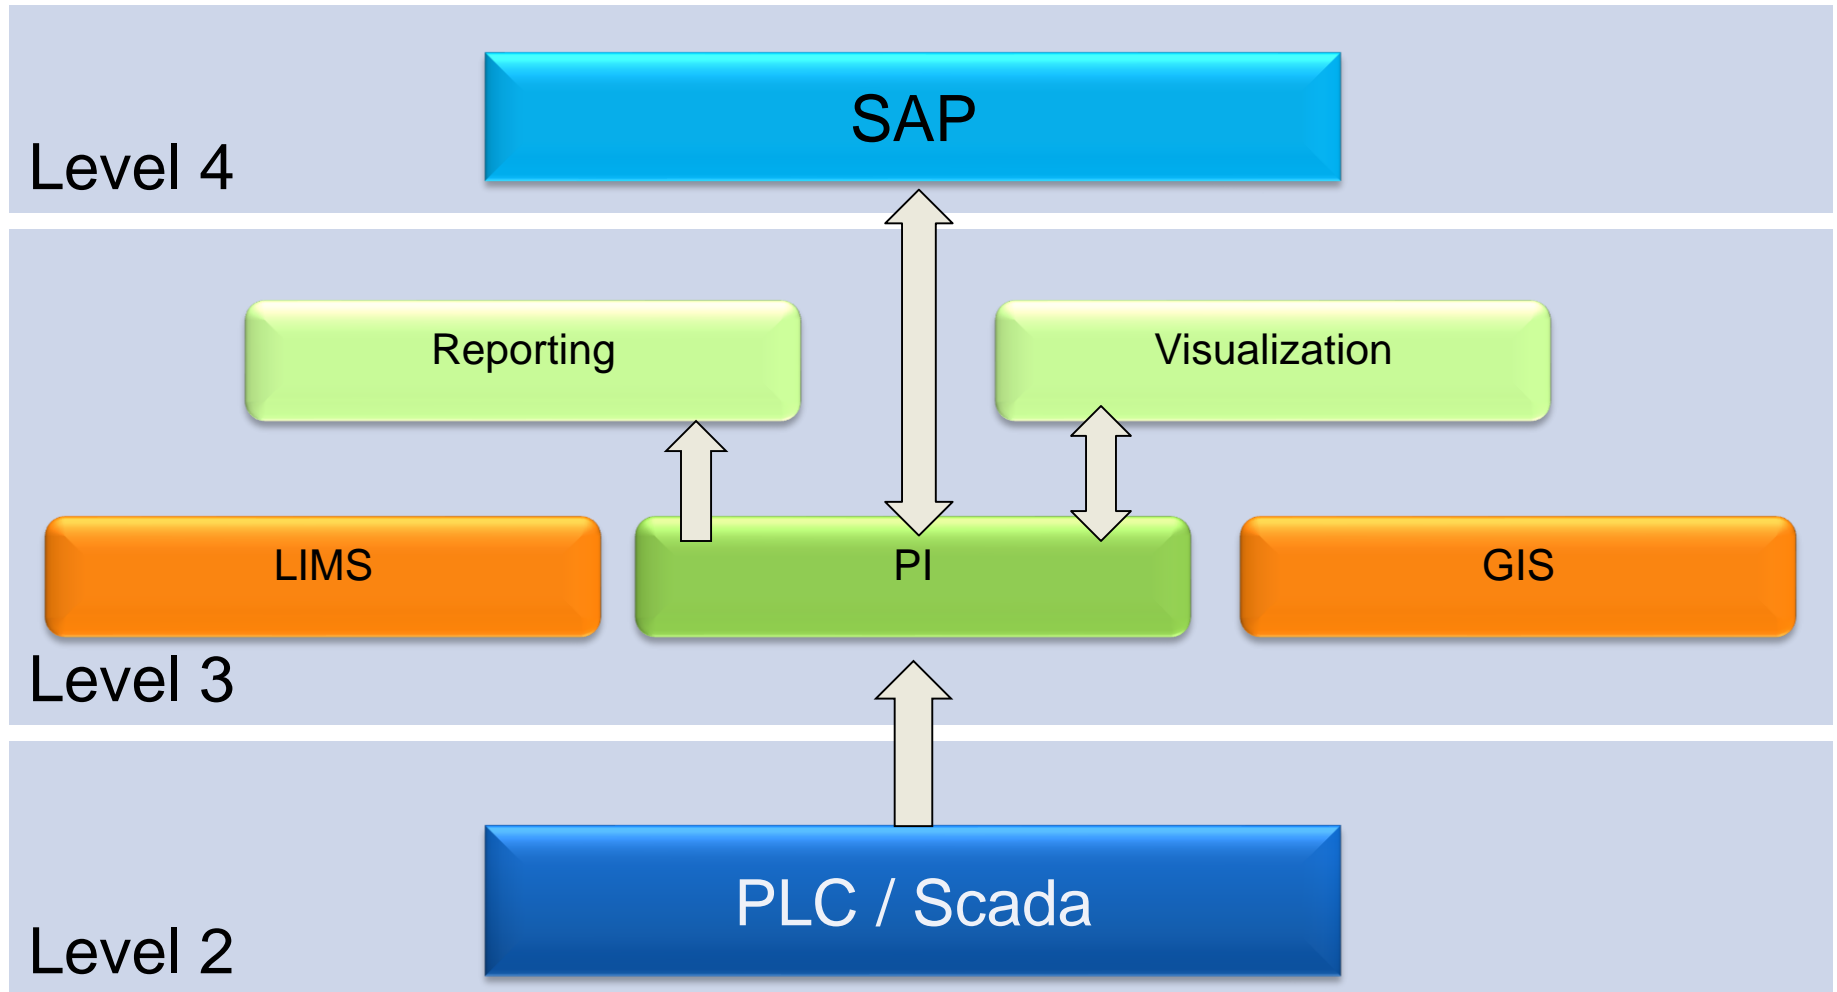 SAP
Level 4
Reporting
Visualization
LIMS
PI
GIS
Level 3
PLC / Scada
Level 2